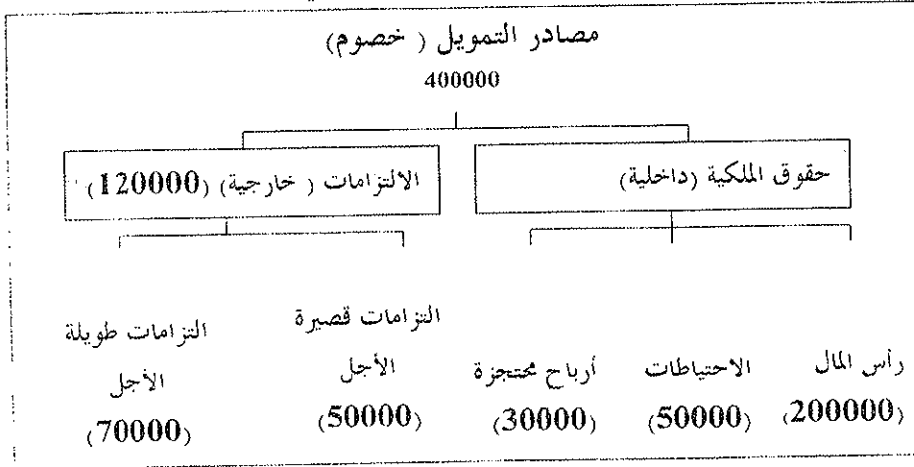 مصادر التمويل ( خصوم)
400000
حقوق الملكية (داخلية)
الالتزامات ( خارجية) (120000)
رأس المال
(200000)
الاحتياطات
(50000)
أرباح محتجزة
(30000)
التزامات قصيرة
الأجل
(50000)
التزامات طويلة
الأجل
(70000)